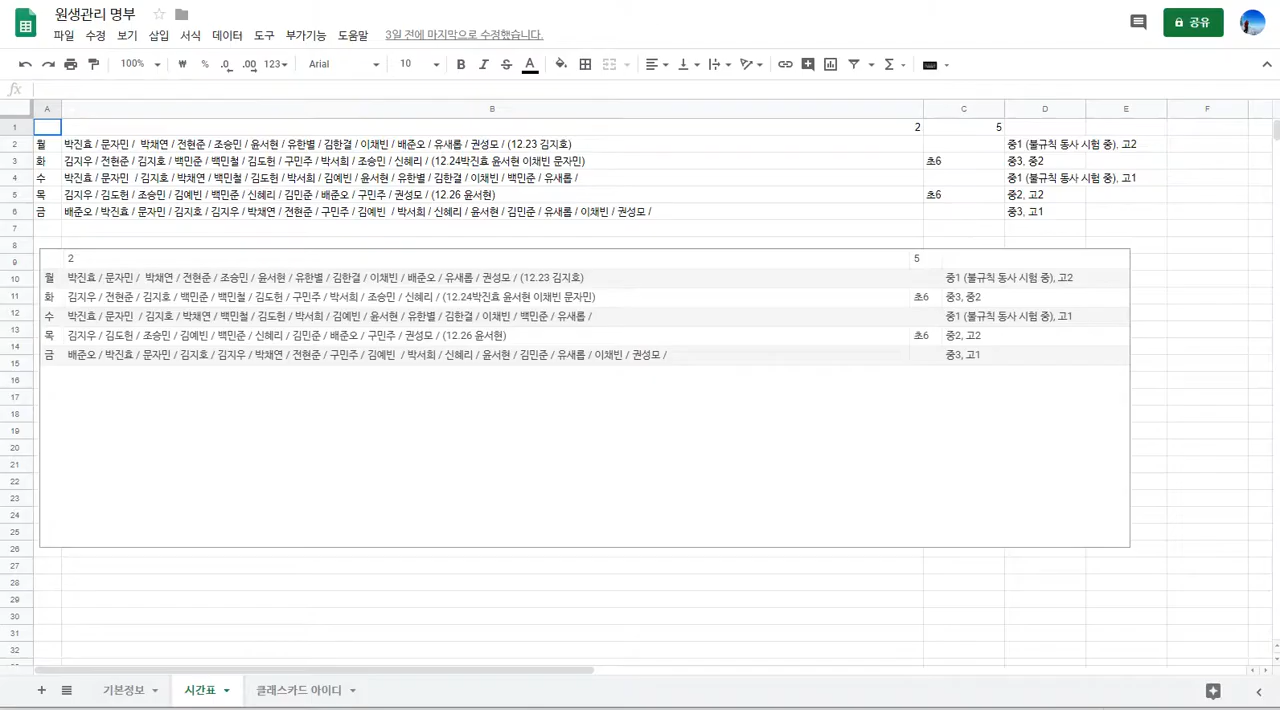 원생관리 명부
파일 수정 보기 삽입 서식 데이터 도구 부가기능 도움말 3일 전에 마지막으로 수정했습니다.
공유
100% ₩ % .0 .00 123 Arial 10 B I S A Σ
fx
A B C D E F
1 2 5
2 월 박진효 / 문자민 / 박채연 / 전현준 / 조승민 / 윤서현 / 유한별 / 김한결 / 이채빈 / 배준오 / 유새롬 / 권성모 / (12.23 김지호) 중1 (불규칙 동사 시험 중), 고2
3 화 김지우 / 전현준 / 김지호 / 백민준 / 백민철 / 김도헌 / 구민주 / 박서희 / 조승민 / 신혜리 / (12.24박진효 윤서현 이채빈 문자민) 초6 중3, 중2
4 수 박진효 / 문자민 / 김지호 / 박채연 / 백민철 / 김도헌 / 박서희 / 김예빈 / 윤서현 / 유한별 / 김한결 / 이채빈 / 백민준 / 유새롬 / 중1 (불규칙 동사 시험 중), 고1
5 목 김지우 / 김도헌 / 조승민 / 김예빈 / 백민준 / 신혜리 / 김민준 / 배준오 / 구민주 / 권성모 / (12.26 윤서현) 초6 중2, 고2
6 금 배준오 / 박진효 / 문자민 / 김지호 / 김지우 / 박채연 / 전현준 / 구민주 / 김예빈 / 박서희 / 신혜리 / 윤서현 / 김민준 / 유새롬 / 이채빈 / 권성모 / 중3, 고1
7
8
9 2 5
10 월 박진효 / 문자민 / 박채연 / 전현준 / 조승민 / 윤서현 / 유한별 / 김한결 / 이채빈 / 배준오 / 유새롬 / 권성모 / (12.23 김지호) 중1 (불규칙 동사 시험 중), 고2
11 화 김지우 / 전현준 / 김지호 / 백민준 / 백민철 / 김도헌 / 구민주 / 박서희 / 조승민 / 신혜리 / (12.24박진효 윤서현 이채빈 문자민) 초6 중3, 중2
12 수 박진효 / 문자민 / 김지호 / 박채연 / 백민철 / 김도헌 / 박서희 / 김예빈 / 윤서현 / 유한별 / 김한결 / 이채빈 / 백민준 / 유새롬 / 중1 (불규칙 동사 시험 중), 고1
13 목 김지우 / 김도헌 / 조승민 / 김예빈 / 백민준 / 신혜리 / 김민준 / 배준오 / 구민주 / 권성모 / (12.26 윤서현) 초6 중2, 고2
14 금 배준오 / 박진효 / 문자민 / 김지호 / 김지우 / 박채연 / 전현준 / 구민주 / 김예빈 / 박서희 / 신혜리 / 윤서현 / 김민준 / 유새롬 / 이채빈 / 권성모 / 중3, 고1
15
16
17
18
19
20
21
22
23
24
25
26
27
28
29
30
31
32
기본정보 시간표 클래스카드 아이디